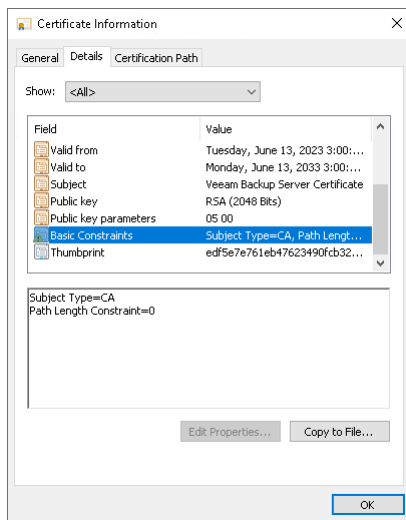 Certificate Information
General Details Certification Path
Show: <All>
Field Value
Valid from Tuesday, June 13, 2023 3:00:...
Valid to Monday, June 13, 2033 3:00:...
Subject Veeam Backup Server Certificate
Public key RSA (2048 Bits)
Public key parameters 05 00
Basic Constraints Subject Type=CA, Path Lengt...
Thumbprint edf5e7e761eb47623490fcb32...
Subject Type=CA
Path Length Constraint=0
Edit Properties... Copy to File...
OK